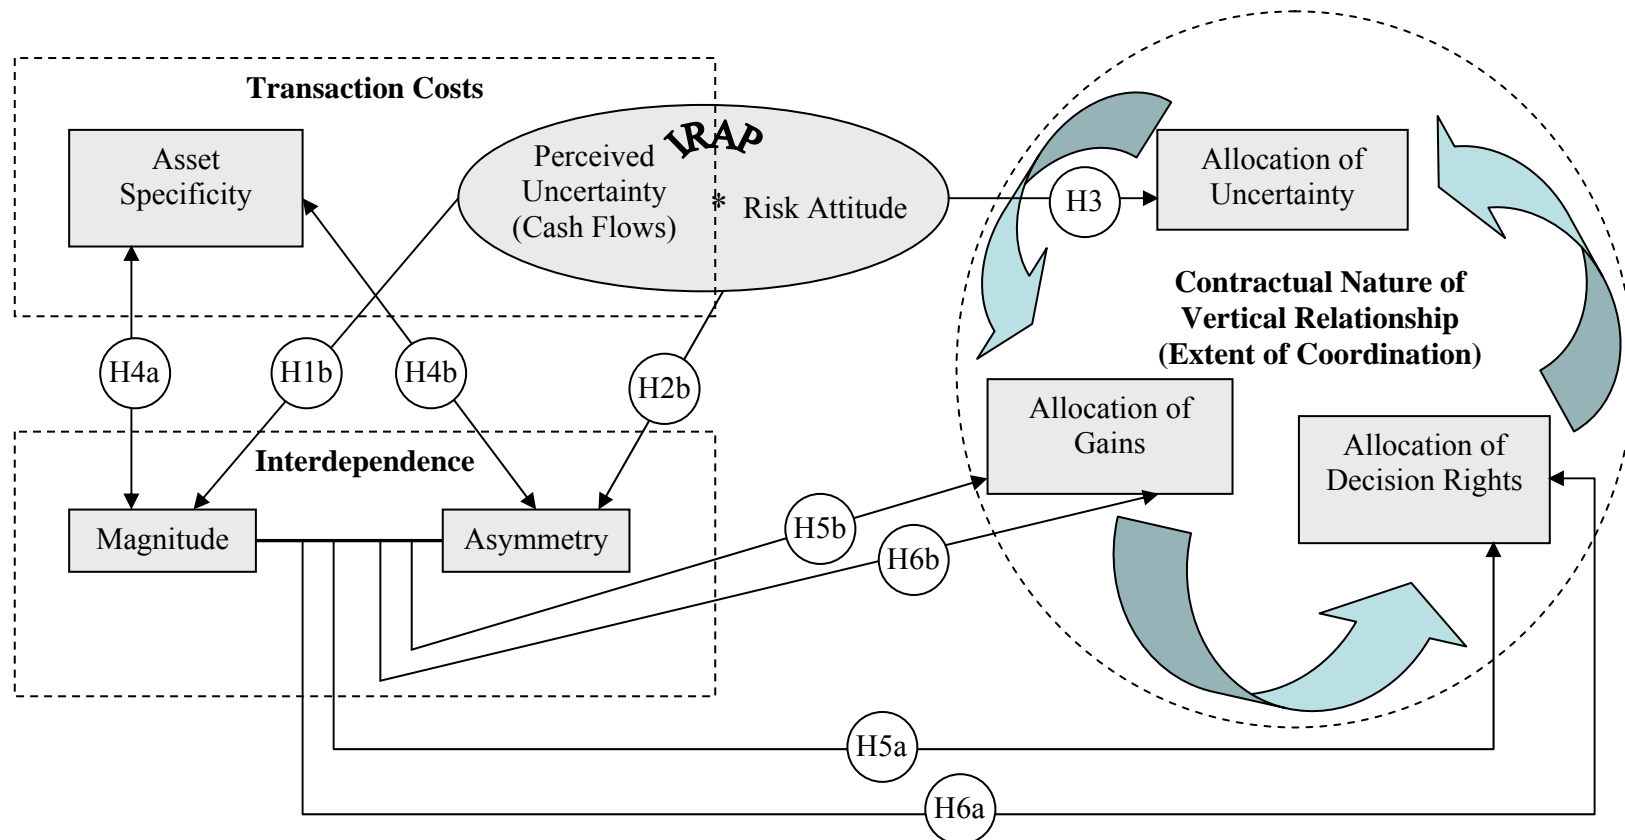 Transaction Costs
Asset
Specificity
IRAP
Perceived
Uncertainty
(Cash Flows)
* Risk Attitude
H3
Allocation of
Uncertainty
Contractual Nature of
Vertical Relationship
(Extent of Coordination)
H4a
H1b
H4b
H2b
Allocation of
Gains
Allocation of
Decision Rights
Interdependence
Magnitude
Asymmetry
H5b
H6b
H5a
H6a